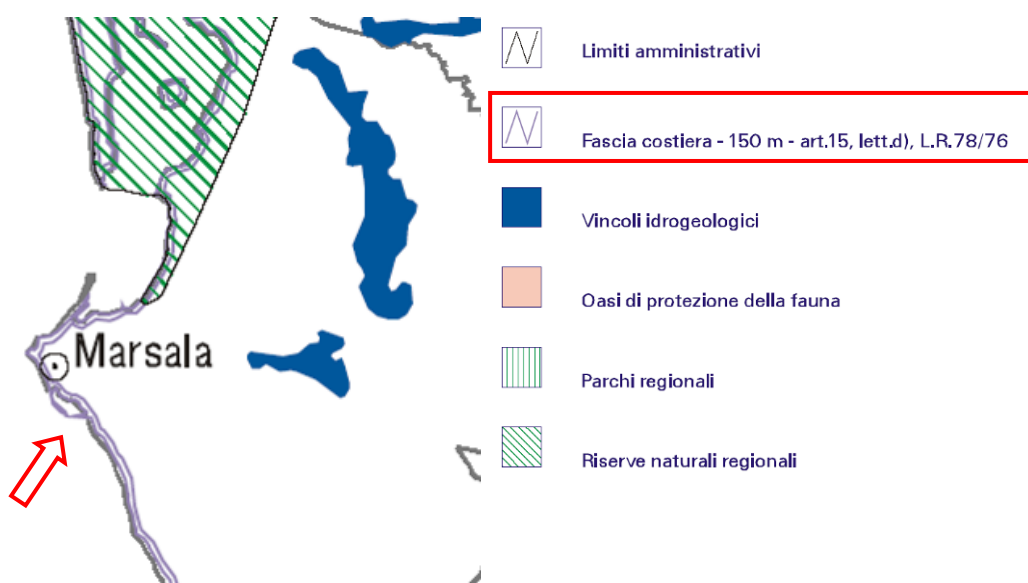 Marsala
Limiti amministrativi
Fascia costiera - 150 m - art.15, lett.d), L.R.78/76
Vincoli idrogeologici
Oasi di protezione della fauna
Parchi regionali
Riserve naturali regionali